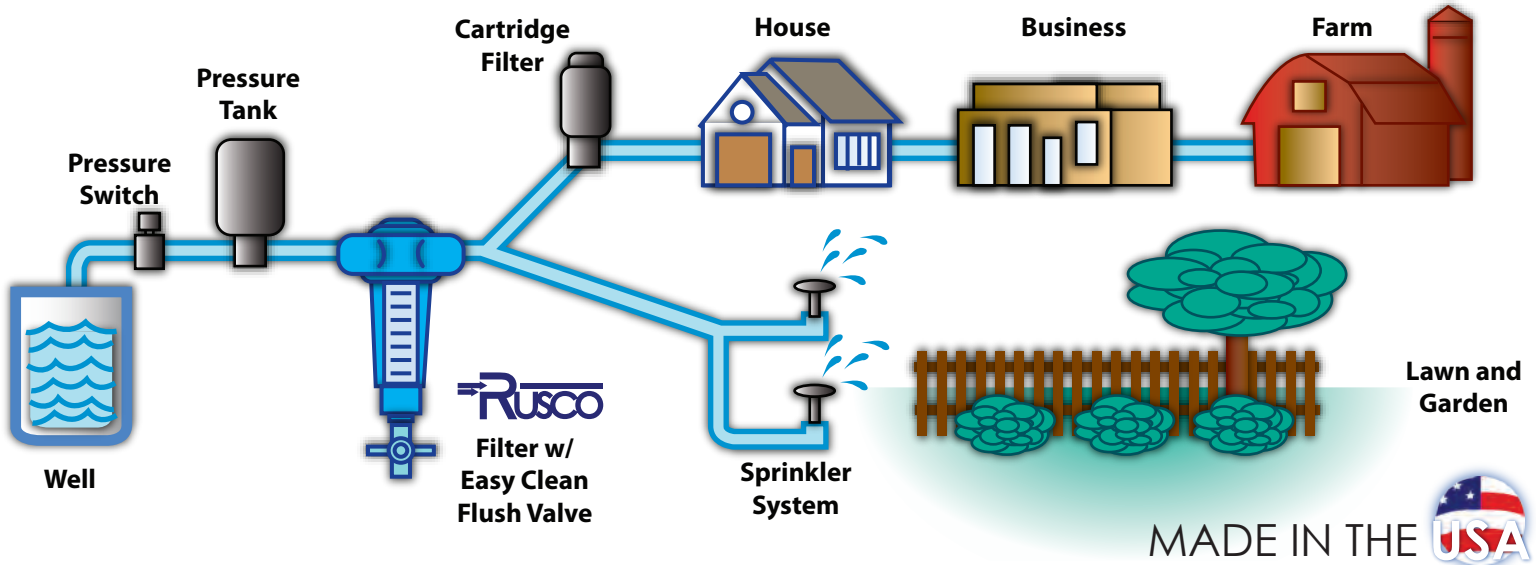 Cartridge
Filter
House
Business
Farm
Pressure
Tank
Pressure
Switch
RUSCO
Filter w/
Easy Clean
Flush Valve
Well
Sprinkler
System
Lawn and
Garden
MADE IN THE USA